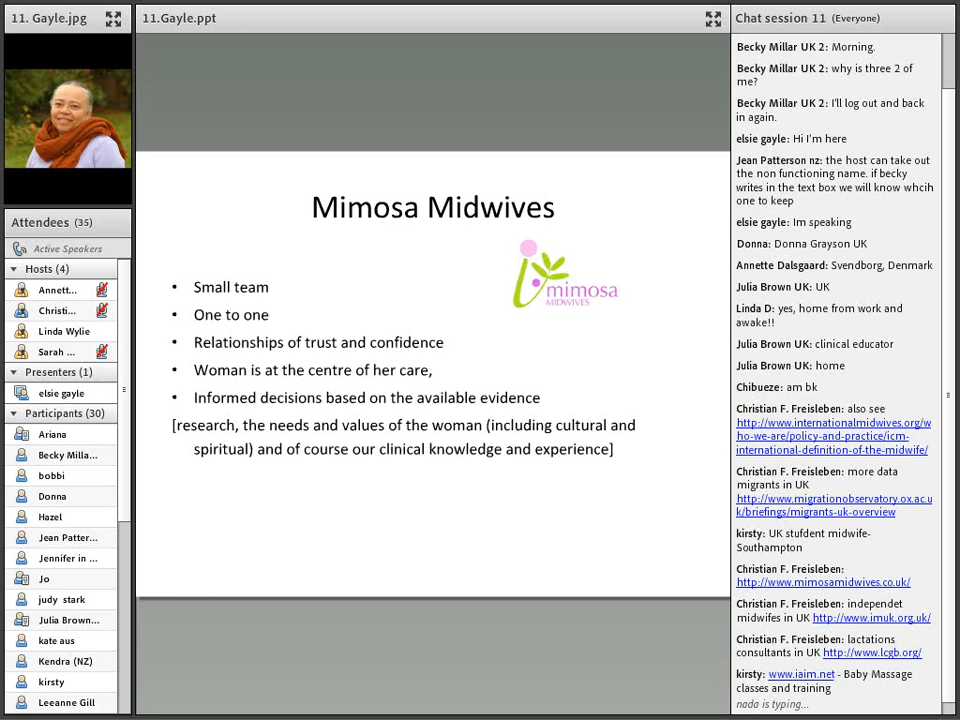 11. Gayle.jpg
Attendees (35)
Active Speakers
Hosts (4)
Annett...
Christi...
Linda Wylie
Sarah ...
Presenters (1)
elsie gayle
Participants (30)
Ariana
Becky Milla...
bobbi
Donna
Hazel
Jean Patter...
Jennifer in ...
Jo
judy stark
Julia Brown...
kate aus
Kendra (NZ)
kirsty
Leeanne Gill
11.Gayle.ppt
Mimosa Midwives
mimosa
MIDWIVES
• Small team
• One to one
• Relationships of trust and confidence
• Woman is at the centre of her care,
• Informed decisions based on the available evidence
[research, the needs and values of the woman (including cultural and
spiritual) and of course our clinical knowledge and experience]
Chat session 11 (Everyone)
Becky Millar UK 2: Morning.
Becky Millar UK 2: why is three 2 of
me?
Becky Millar UK 2: I'll log out and back
in again.
elsie gayle: Hi I'm here
Jean Patterson nz: the host can take out
the non functioning name. if becky
writes in the text box we will know whcih
one to keep
elsie gayle: Im speaking
Donna: Donna Grayson UK
Annette Dalsgaard: Svendborg, Denmark
Julia Brown UK: UK
Linda D: yes, home from work and
awake!!
Julia Brown UK: clinical educator
Julia Brown UK: home
Chibueze: am bk
Christian F. Freisleben: also see
http://www.internationalmidwives.org/w
ho-we-are/policy-and-practice/icm-
international-definition-of-the-midwife/
Christian F. Freisleben: more data
migrants in UK
http://www.migrationobservatory.ox.ac.u
k/briefings/migrants-uk-overview
kirsty: UK stufdent midwife-
Southampton
Christian F. Freisleben:
http://www.mimosamidwives.co.uk/
Christian F. Freisleben: independet
midwifes in UK http://www.imuk.org.uk/
Christian F. Freisleben: lactations
consultants in UK http://www.lcgb.org/
kirsty: www.iaim.net - Baby Massage
classes and training
nada is typing...